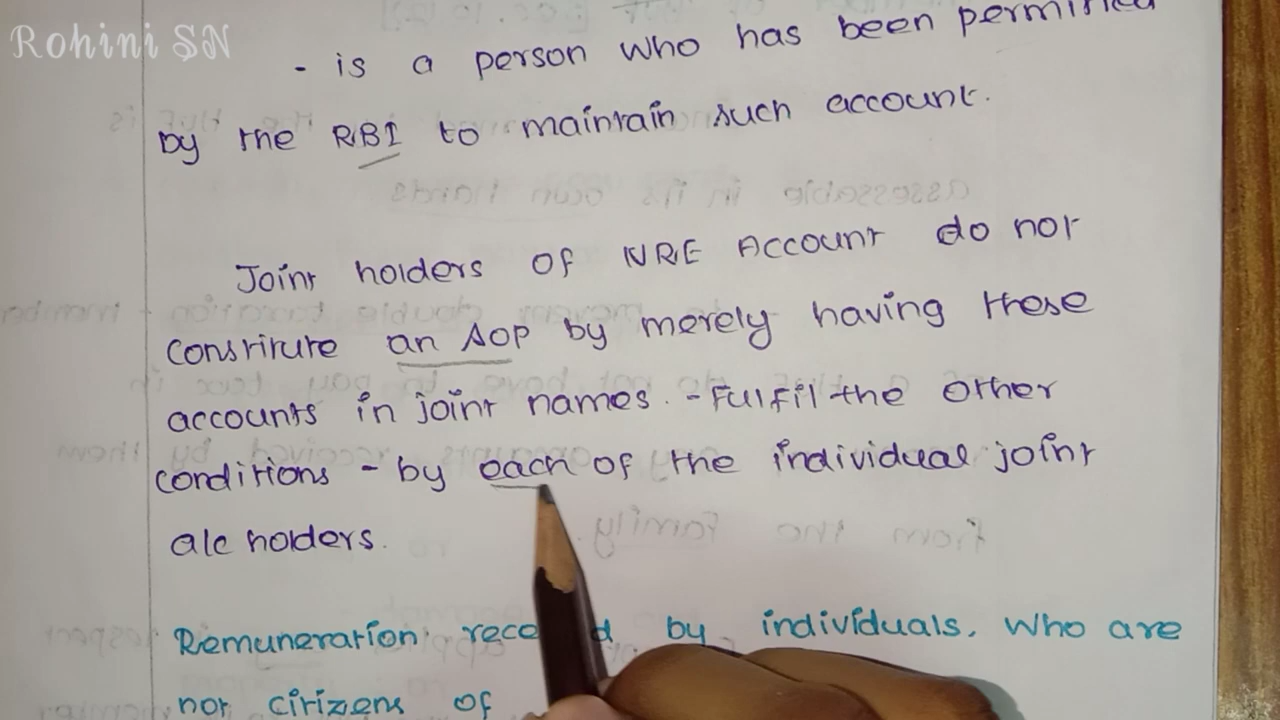 Rohini SN
- is a person who has been permitted
by the RBI to maintain such account.
Joint holders of NRE Account do not
constitute an AOP by merely having these
accounts in joint names. - Fulfil the other
conditions - by each of the individual joint
a/c holders.
Remuneration by individuals, who are
not citizens of